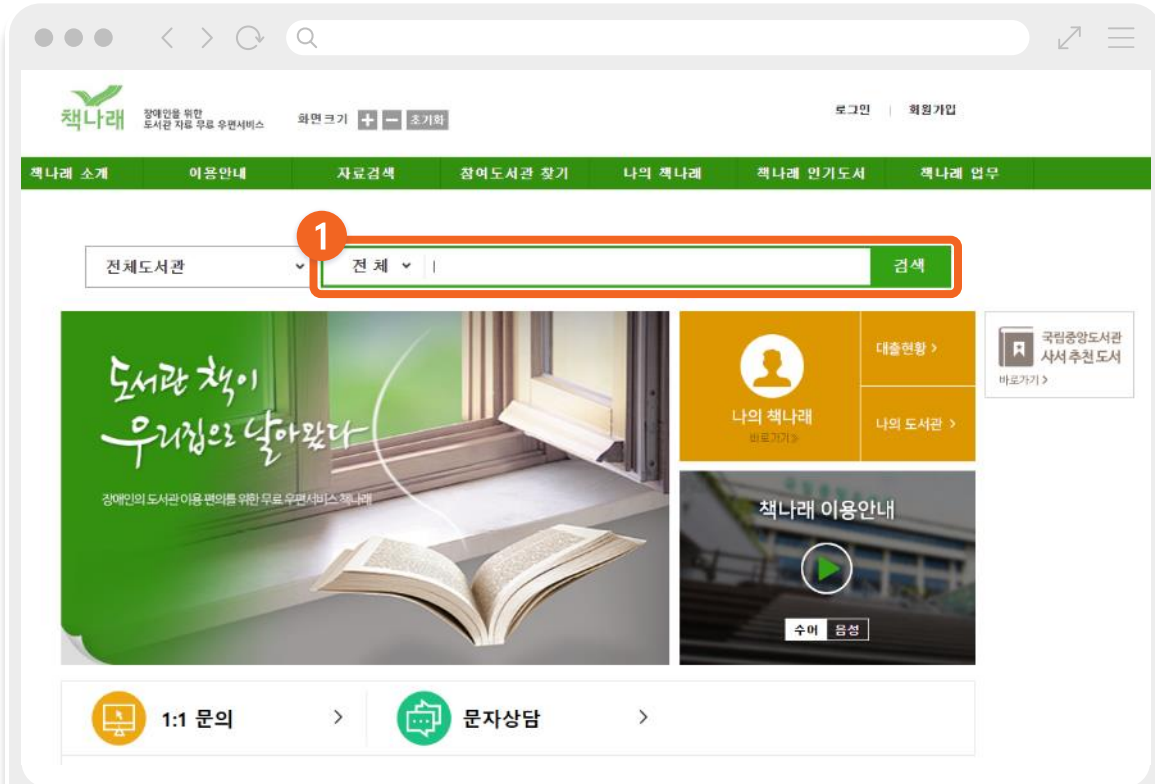 책나래
장애인을 위한
도서관 자료 무료 우편서비스
화면크기 + - 초기화
로그인 | 회원가입
책나래 소개 이용안내 자료검색 참여도서관 찾기 나의 책나래 책나래 인기도서 책나래 업무
1
전체도서관 전체 검색
도서관 책이
우리집으로 날아왔다
장애인의 도서관 이용 편의를 위한 무료 우편서비스 책나래
나의 책나래
바로가기 >
대출현황 >
나의 도서관 >
국립중앙도서관
사서 추천 도서
바로가기 >
책나래 이용안내
수어 음성
1:1 문의 >
문자상담 >